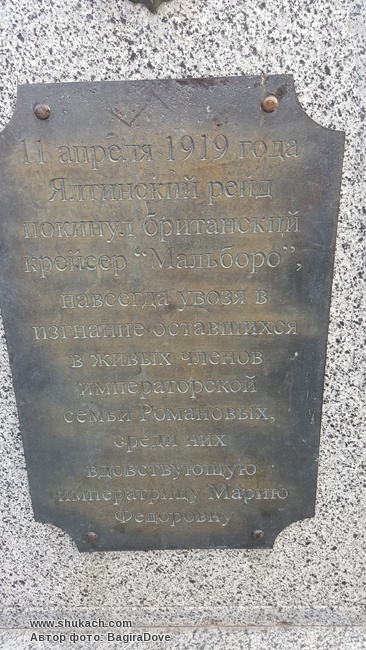 11 апреля 1919 года
Ялтинский рейд
покинул британский
крейсер “Мальборо”,
навсегда увозя в
изгнание оставшихся
в живых членов
императорской
семьи Романовых,
среди них
вдовствующую
императрицу Марию
Федоровну
www.shukach.com
Автор фото: BagiraDove